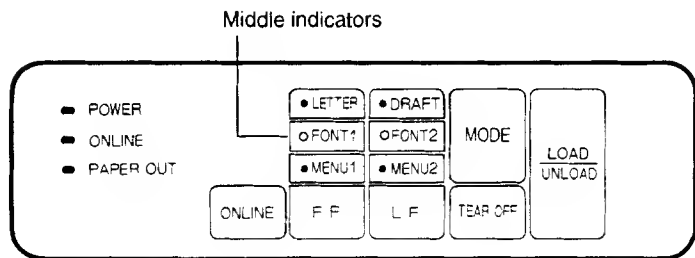 Middle indicators
POWER
ONLINE
PAPER OUT
LETTER DRAFT
FONT1 FONT2
MENU1 MENU2
MODE
LOAD
UNLOAD
ONLINE F F L F TEAR OFF